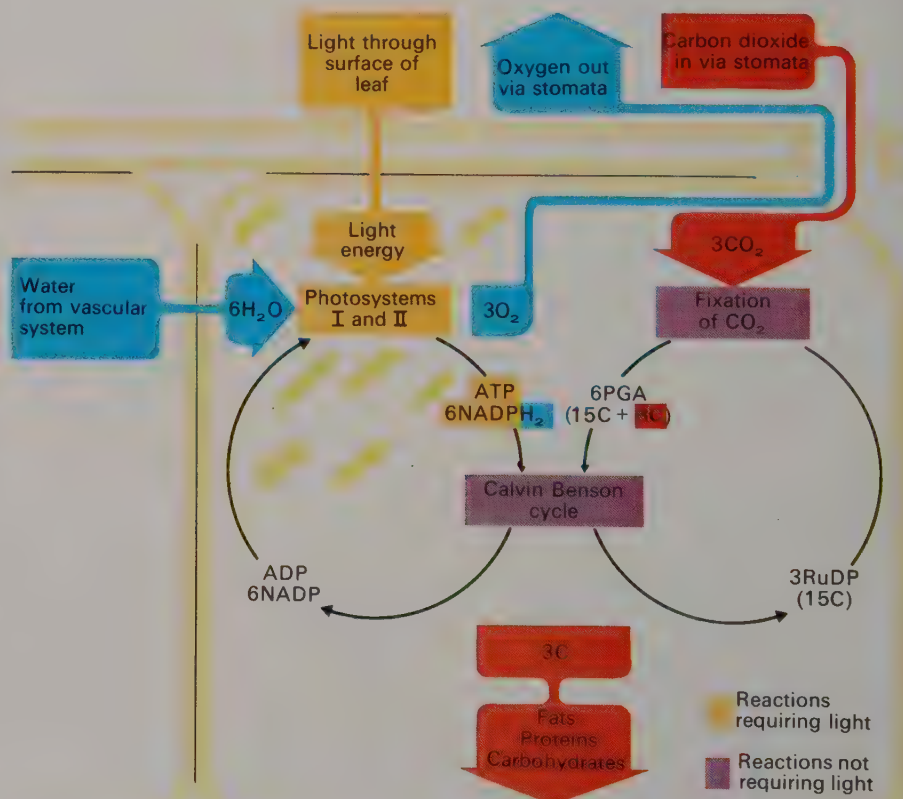 Light through
surface of
leaf
Oxygen out
via stomata
Carbon dioxide
in via stomata
Light
energy
3CO₂
Water
from vascular
system
6H₂O
Photosystems
I and II
3O₂
Fixation
of CO₂
ATP
6NADPH₂
6PGA
(15C + 3C)
Calvin Benson
cycle
ADP
6NADP
3RuDP
(15C)
3C
Fats
Proteins
Carbohydrates
Reactions
requiring light
Reactions not
requiring light